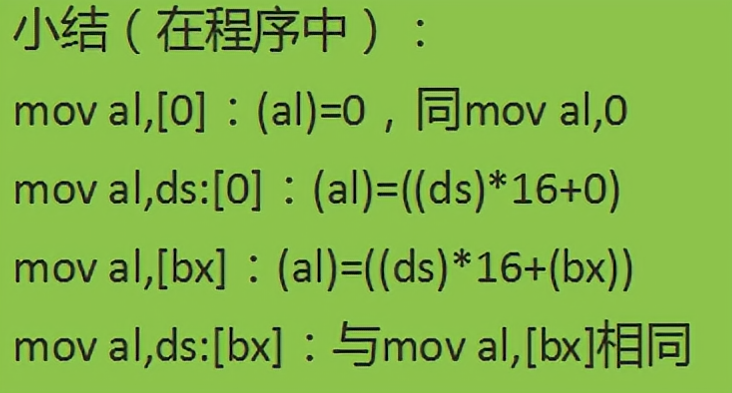 小结（在程序中）：
mov al,[0]：(al)=0，同mov al,0
mov al,ds:[0]：(al)=((ds)*16+0)
mov al,[bx]：(al)=((ds)*16+(bx))
mov al,ds:[bx]：与mov al,[bx]相同